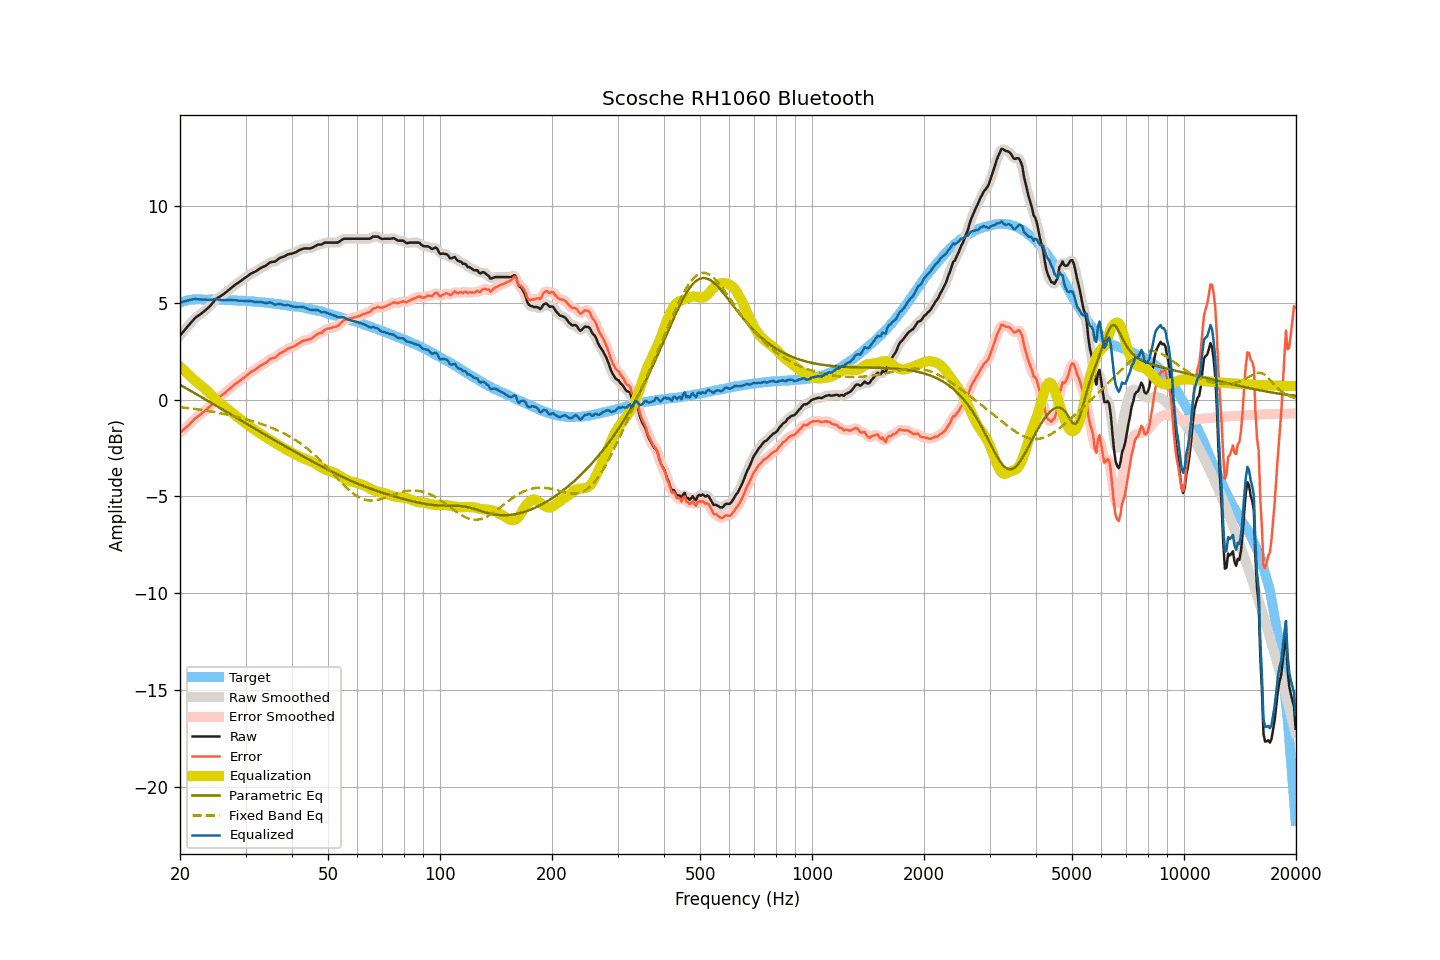 Scosche RH1060 Bluetooth
10
5
0
−5
−10
−15
−20
Amplitude (dBr)
Target
Raw Smoothed
Error Smoothed
Raw
Error
Equalization
Parametric Eq
Fixed Band Eq
Equalized
20 50 100 200 500 1000 2000 5000 10000 20000
Frequency (Hz)